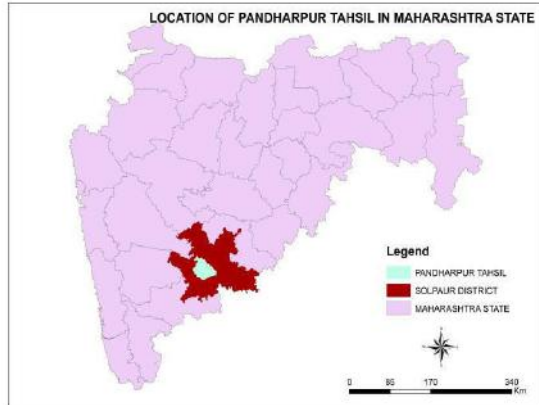 LOCATION OF PANDHARPUR TAHSIL IN MAHARASHTRA STATE
Legend
PANDHARPUR TAHSIL
SOLPAUR DISTRICT
MAHARASHTRA STATE
0 85 170 340
Km